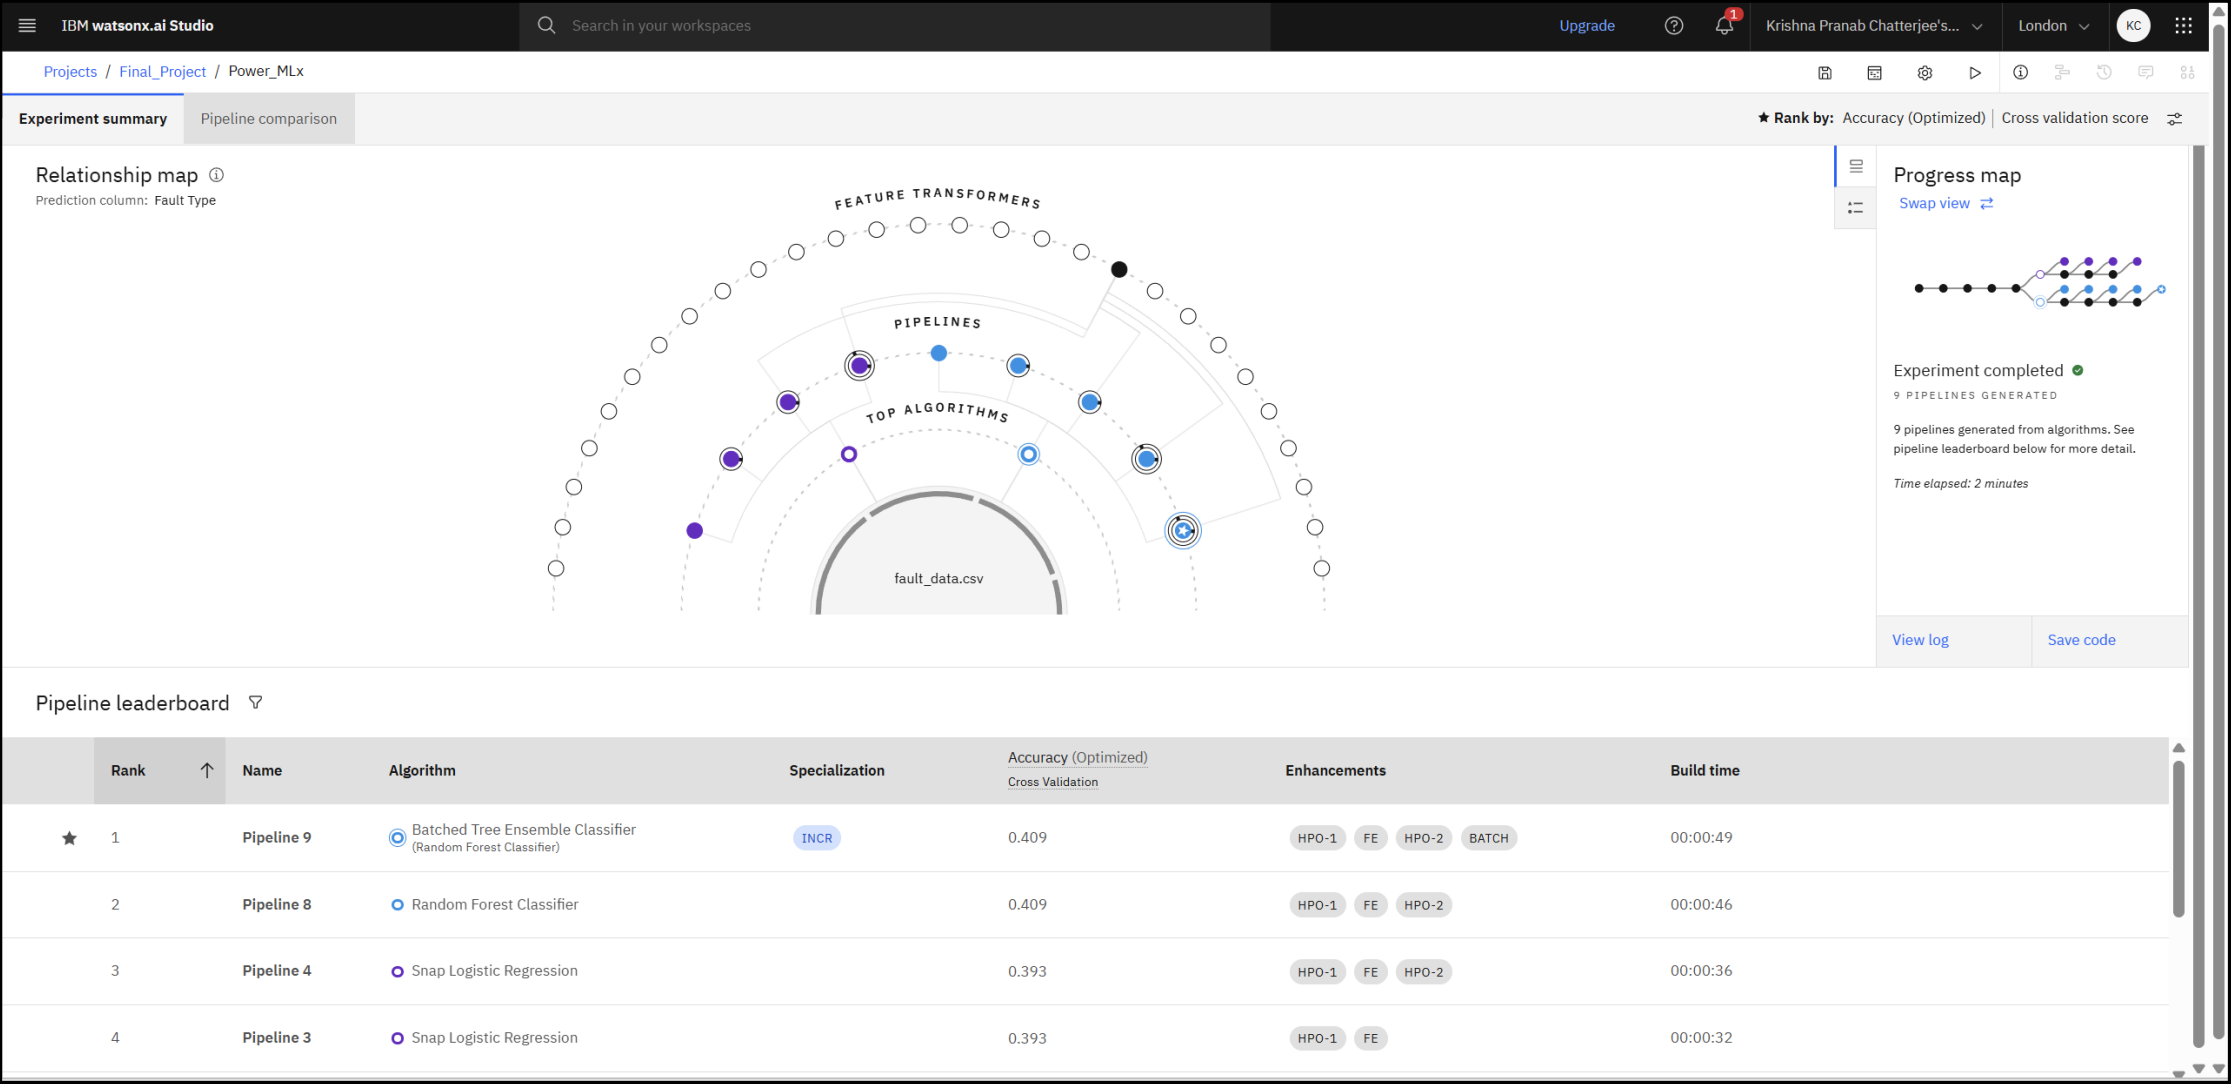 IBM watsonx.ai Studio
Search in your workspaces
Upgrade
1
Krishna Pranab Chatterjee's...
London
KC
Projects / Final_Project / Power_MLx
Experiment summary
Pipeline comparison
Rank by: Accuracy (Optimized) | Cross validation score
Relationship map
Prediction column: Fault Type
FEATURE TRANSFORMERS
PIPELINES
TOP ALGORITHMS
fault_data.csv
Progress map
Swap view
Experiment completed
9 PIPELINES GENERATED
9 pipelines generated from algorithms. See
pipeline leaderboard below for more detail.
Time elapsed: 2 minutes
View log
Save code
Pipeline leaderboard
Rank Name Algorithm Specialization Accuracy (Optimized) Enhancements Build time
Cross Validation
1 Pipeline 9 Batched Tree Ensemble Classifier INCR 0.409 HPO-1 FE HPO-2 BATCH 00:00:49
(Random Forest Classifier)
2 Pipeline 8 Random Forest Classifier 0.409 HPO-1 FE HPO-2 00:00:46
3 Pipeline 4 Snap Logistic Regression 0.393 HPO-1 FE HPO-2 00:00:36
4 Pipeline 3 Snap Logistic Regression 0.393 HPO-1 FE 00:00:32